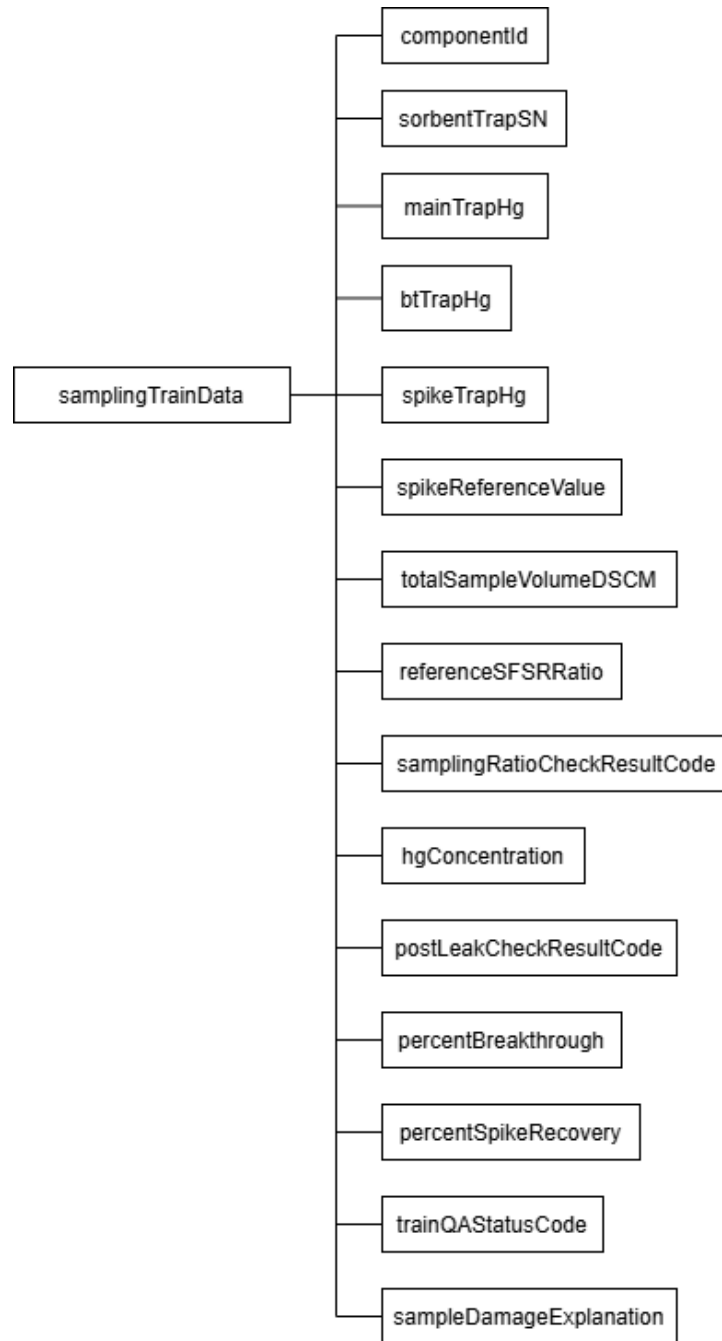 componentId
sorbentTrapSN
mainTrapHg
btTrapHg
samplingTrainData
spikeTrapHg
spikeReferenceValue
totalSampleVolumeDSCM
referenceSFSRRatio
samplingRatioCheckResultCode
hgConcentration
postLeakCheckResultCode
percentBreakthrough
percentSpikeRecovery
trainQAStatusCode
sampleDamageExplanation